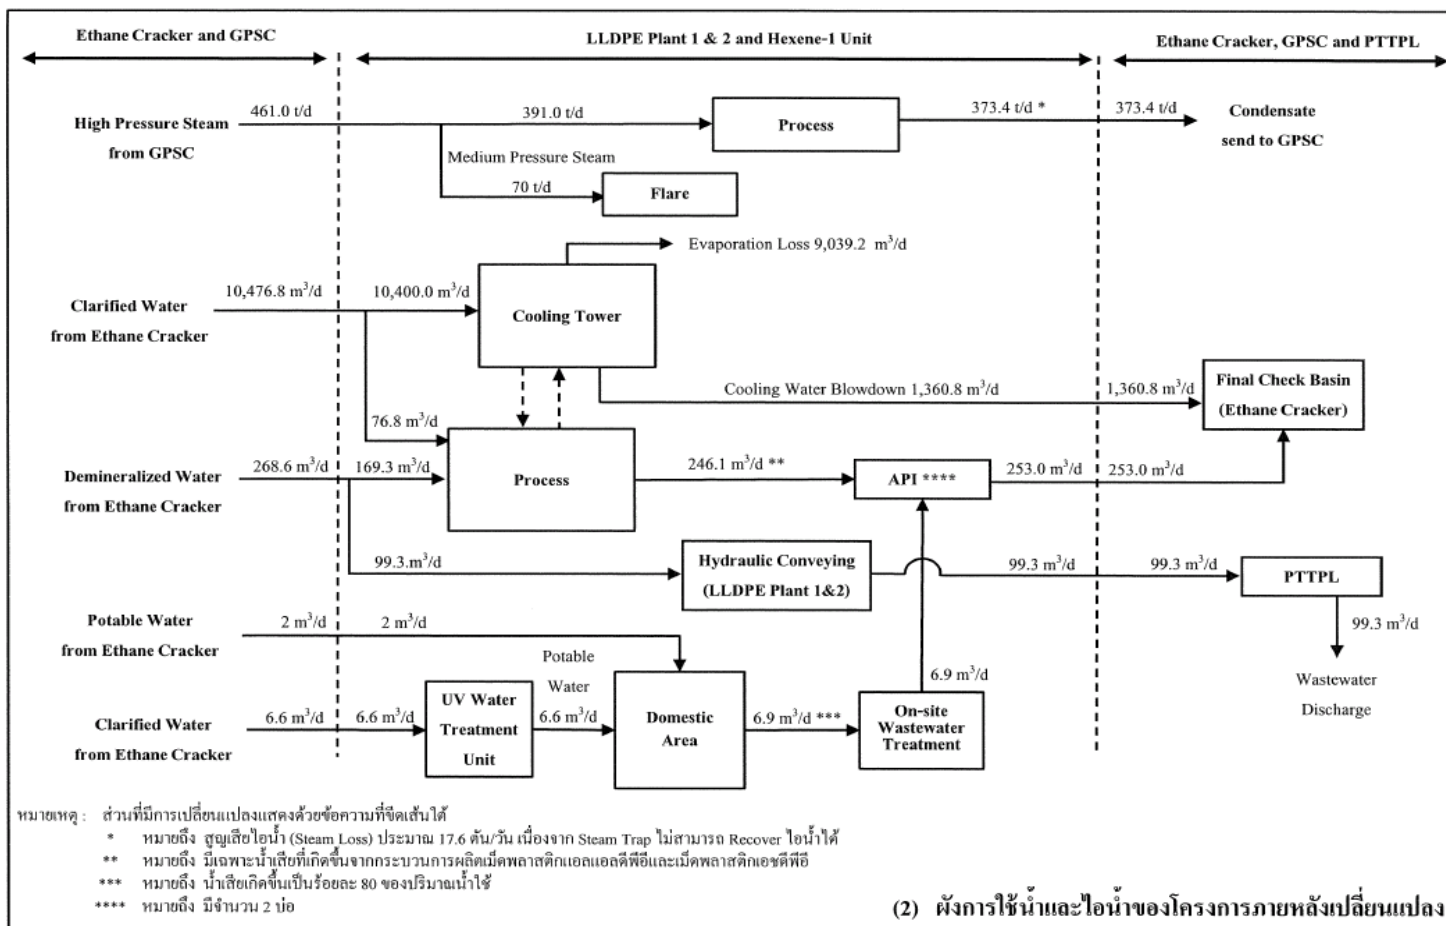 Ethane Cracker and GPSC
LLDPE Plant 1 & 2 and Hexene-1 Unit
Ethane Cracker, GPSC and PTTPL
High Pressure Steam
from GPSC
461.0 t/d
391.0 t/d
Process
373.4 t/d *
373.4 t/d
Condensate
send to GPSC
Medium Pressure Steam
70 t/d
Flare
Evaporation Loss 9,039.2 m³/d
Clarified Water
from Ethane Cracker
10,476.8 m³/d
10,400.0 m³/d
Cooling Tower
Cooling Water Blowdown 1,360.8 m³/d
1,360.8 m³/d
Final Check Basin
(Ethane Cracker)
76.8 m³/d
Demineralized Water
from Ethane Cracker
268.6 m³/d
169.3 m³/d
Process
246.1 m³/d **
API ****
253.0 m³/d
253.0 m³/d
99.3.m³/d
Hydraulic Conveying
(LLDPE Plant 1&2)
99.3 m³/d
99.3 m³/d
PTTPL
99.3 m³/d
Wastewater
Discharge
Potable Water
from Ethane Cracker
2 m³/d
2 m³/d
Potable
Water
Clarified Water
from Ethane Cracker
6.6 m³/d
6.6 m³/d
UV Water
Treatment
Unit
6.6 m³/d
Domestic
Area
6.9 m³/d ***
On-site
Wastewater
Treatment
6.9 m³/d
หมายเหตุ : ส่วนที่มีการเปลี่ยนแปลงแสดงด้วยข้อความที่ขีดเส้นใต้
* หมายถึง สูญเสียไอน้ำ (Steam Loss) ประมาณ 17.6 ตัน/วัน เนื่องจาก Steam Trap ไม่สามารถ Recover ไอน้ำได้
** หมายถึง มีเฉพาะน้ำเสียที่เกิดขึ้นจากกระบวนการผลิตเม็ดพลาสติกแอลแอลดีพีอีและเม็ดพลาสติกเอชดีพีอี
*** หมายถึง น้ำเสียเกิดขึ้นเป็นร้อยละ 80 ของปริมาณน้ำใช้
**** หมายถึง มีจำนวน 2 บ่อ
(2) ผังการใช้น้ำและไอน้ำของโครงการภายหลังเปลี่ยนแปลง